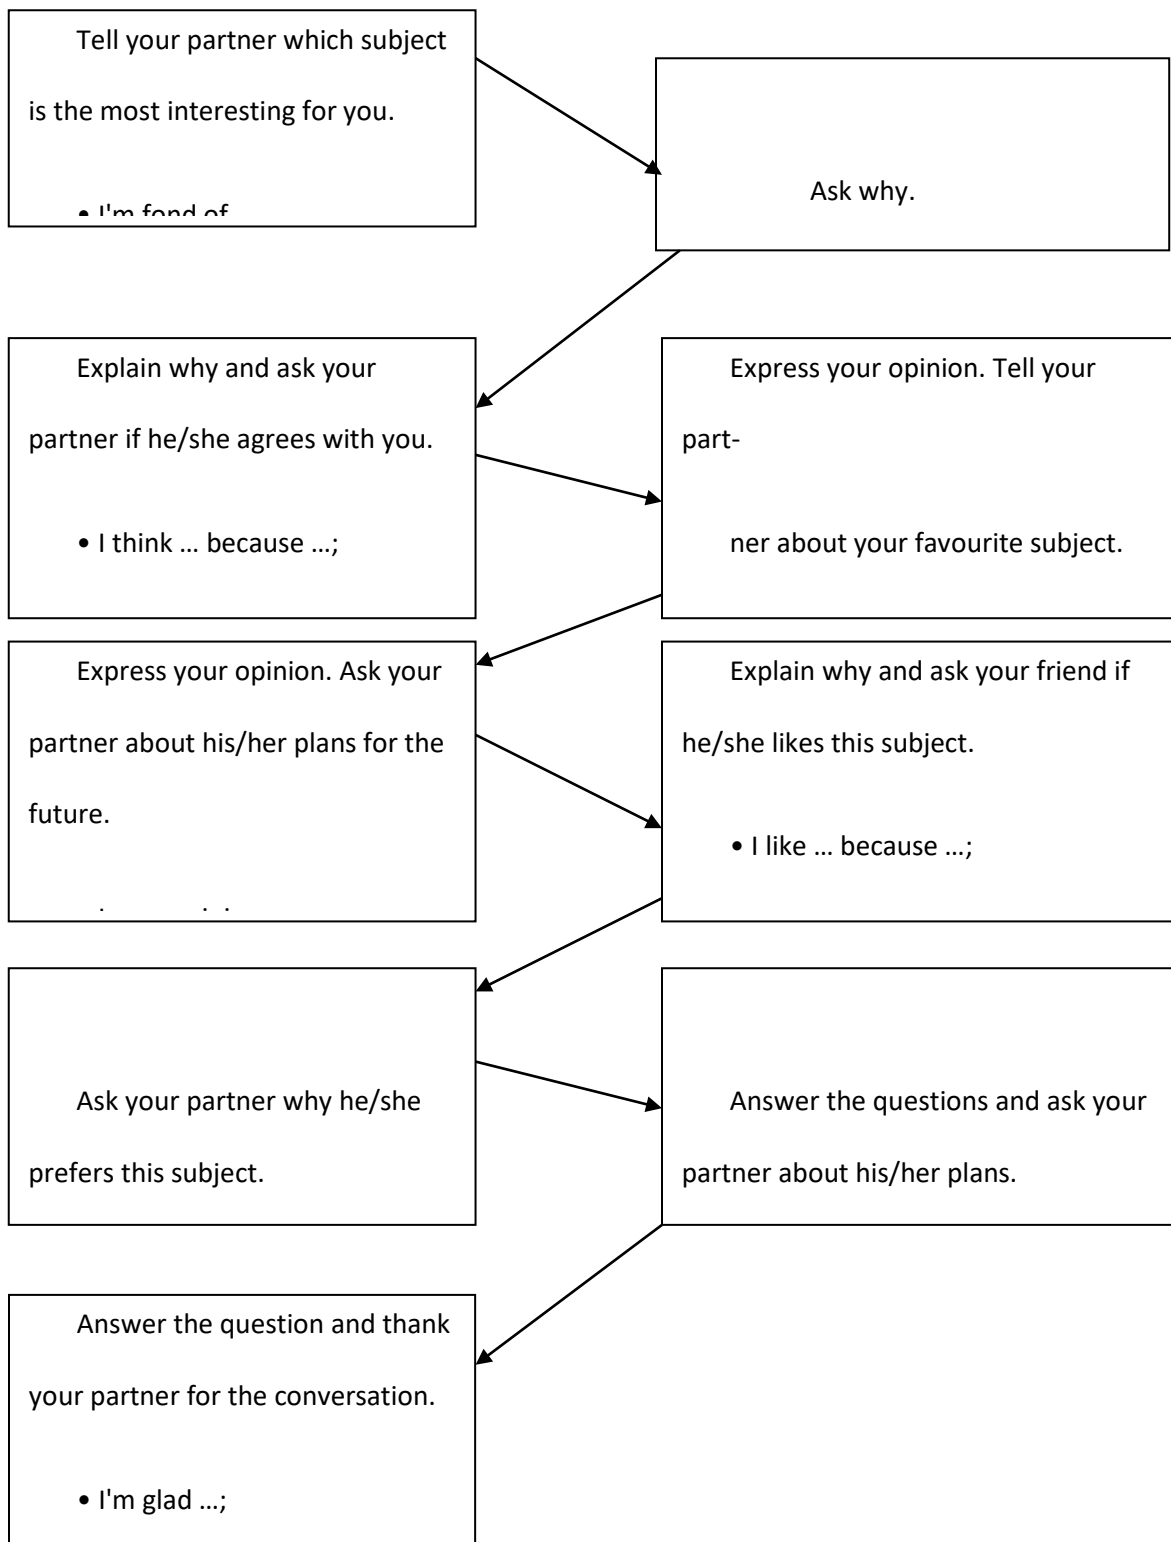 Tell your partner which subject
is the most interesting for you.
• I'm fond of
Ask why.
Explain why and ask your
partner if he/she agrees with you.
• I think … because …;
Express your opinion. Tell your
part-
ner about your favourite subject.
Express your opinion. Ask your
partner about his/her plans for the
future.
Explain why and ask your friend if
he/she likes this subject.
• I like … because …;
Ask your partner why he/she
prefers this subject.
Answer the questions and ask your
partner about his/her plans.
Answer the question and thank
your partner for the conversation.
• I'm glad …;